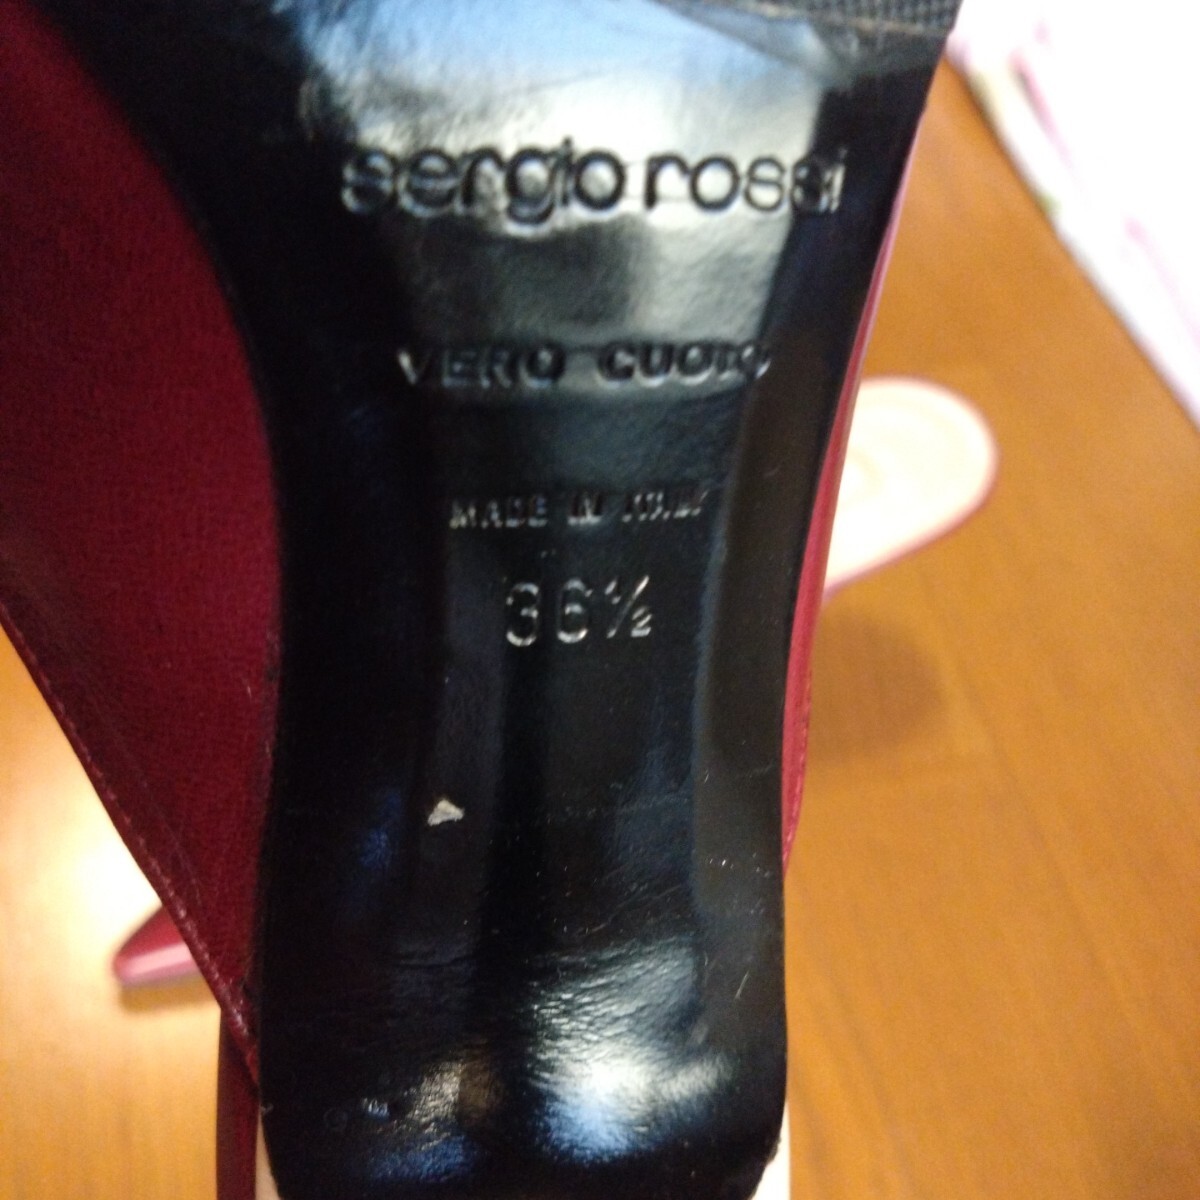 sergio rossi
VERO CUOIO
MADE IN ITALY
36½